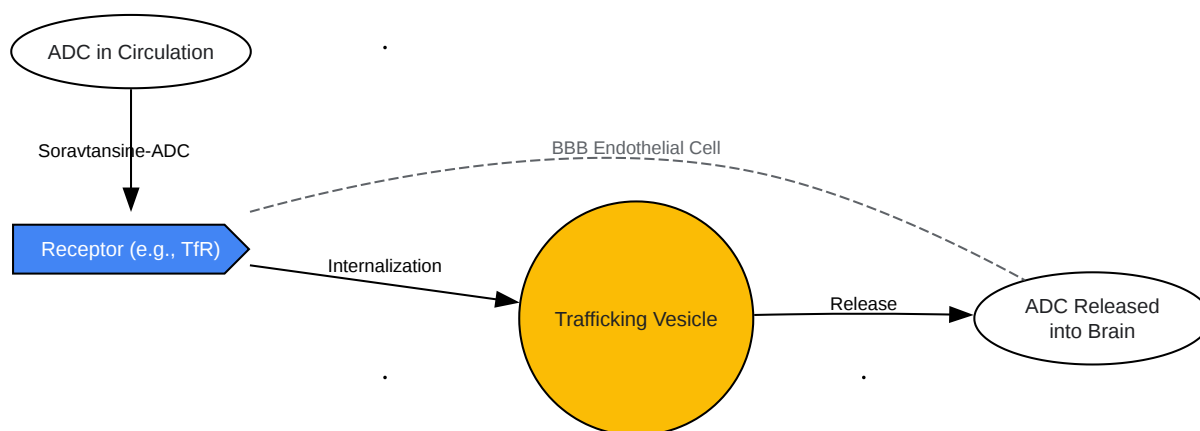 ADC in Circulation
Soravtansine-ADC
BBB Endothelial Cell
Receptor (e.g., TfR)
Internalization
Trafficking Vesicle
Release
ADC Released
into Brain